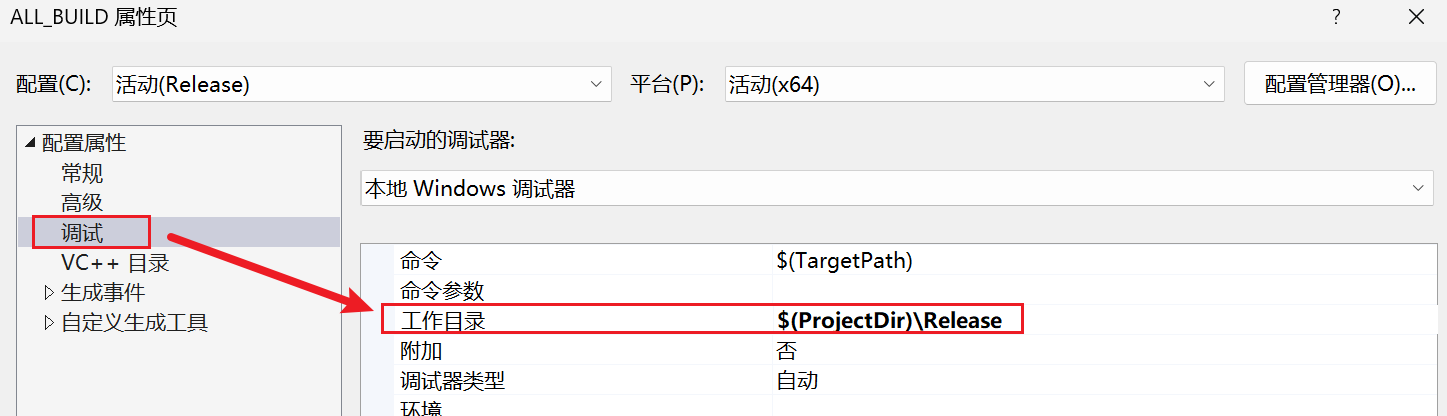 ALL_BUILD 属性页
?
配置(C): 活动(Release) 平台(P): 活动(x64) 配置管理器(O)...
配置属性
常规
高级
调试
VC++ 目录
生成事件
自定义生成工具
要启动的调试器:
本地 Windows 调试器
命令 $(TargetPath)
命令参数
工作目录 $(ProjectDir)\Release
附加 否
调试器类型 自动
环境